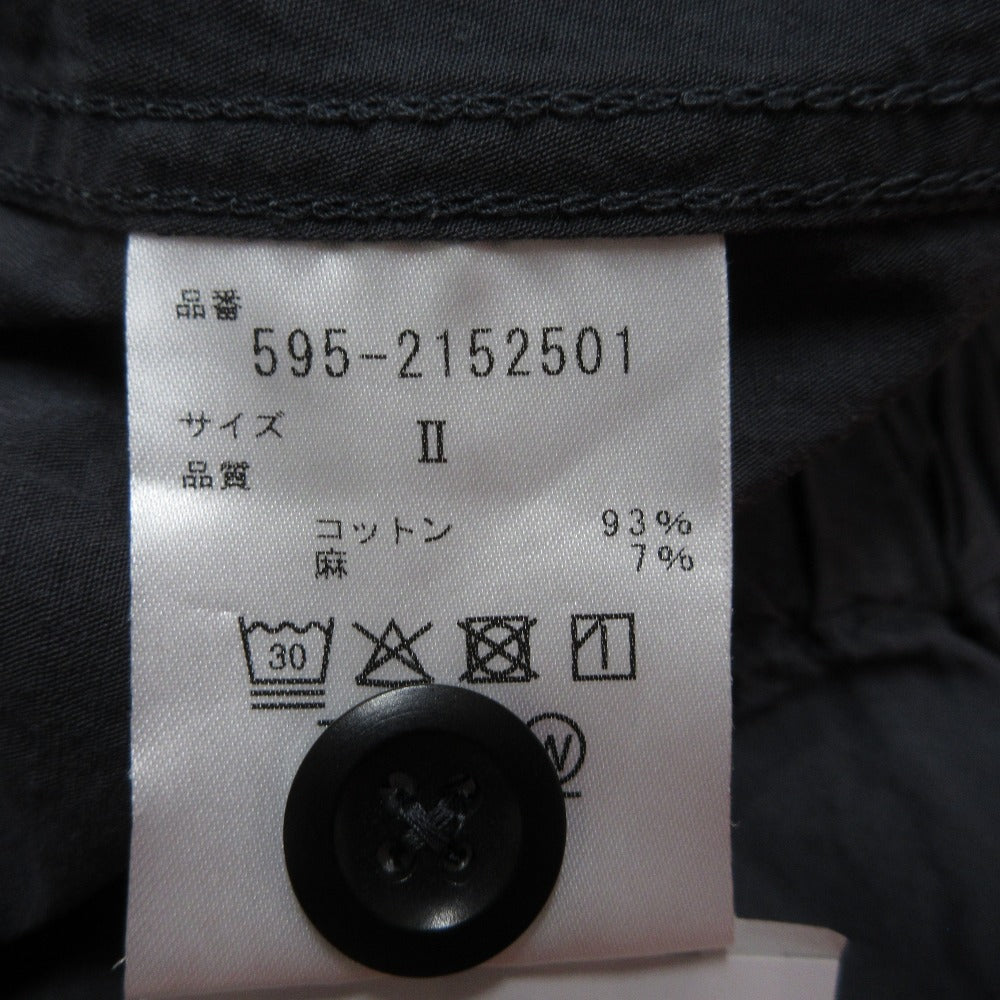 品番
595-2152501
サイズ II
品質
コットン 93%
麻 7%
30
W